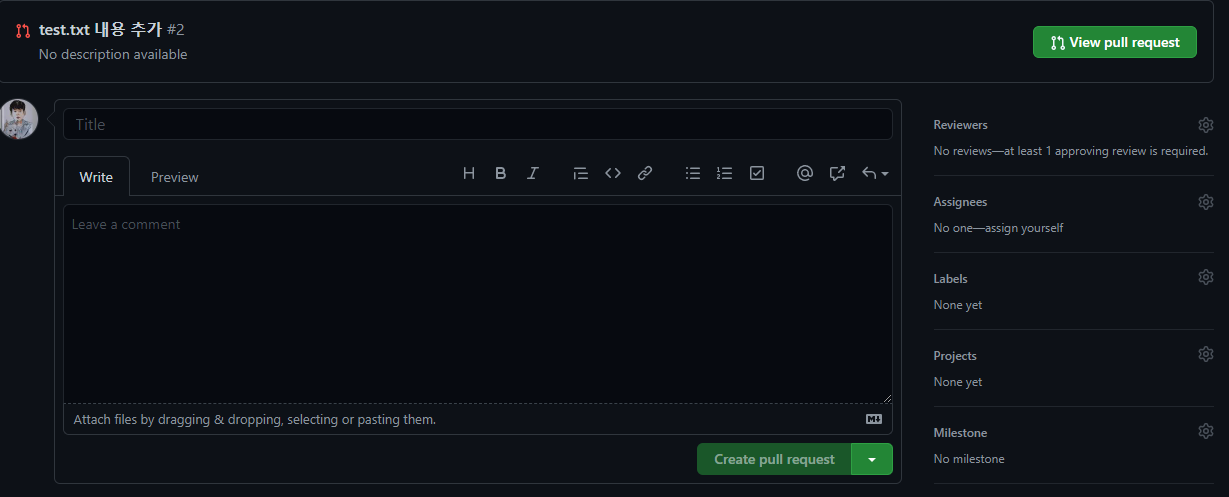 test.txt 내용 추가 #2
No description available
View pull request
Title
Write
Preview
H B I
@
Leave a comment
Attach files by dragging & dropping, selecting or pasting them.
Create pull request
Reviewers
No reviews—at least 1 approving review is required.
Assignees
No one—assign yourself
Labels
None yet
Projects
None yet
Milestone
No milestone